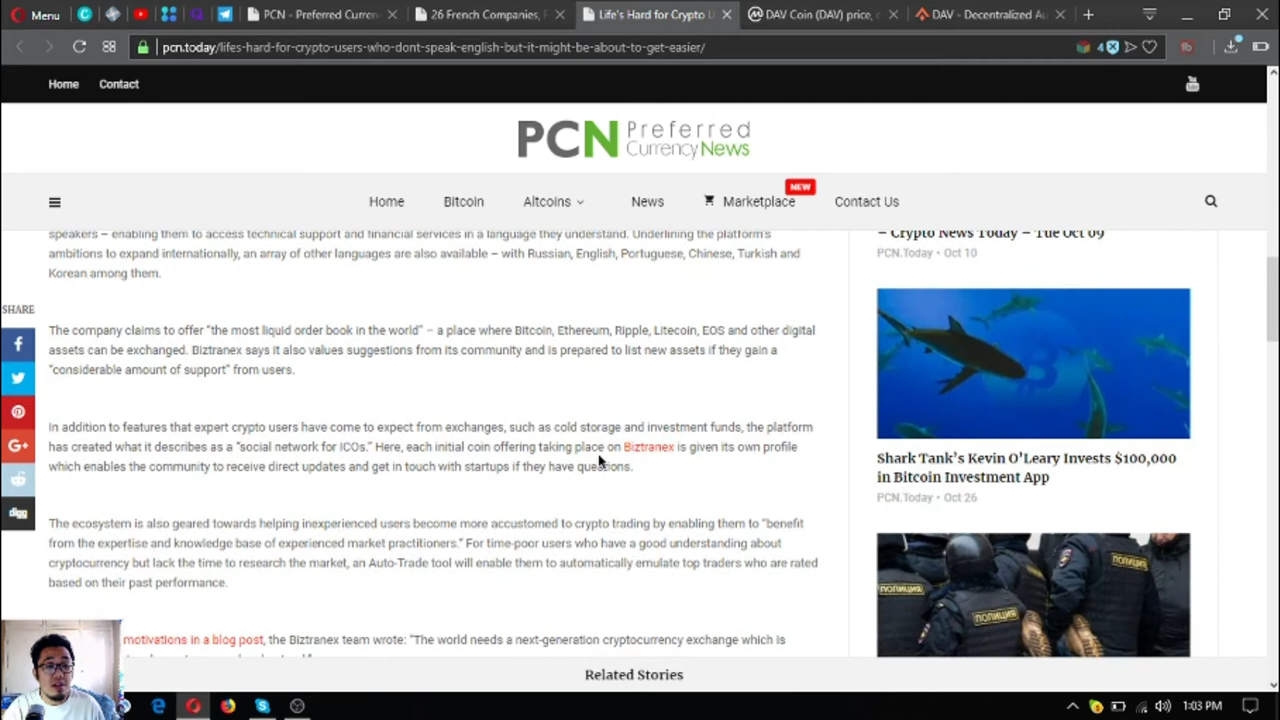 Menu
PCN - Preferred Curren
26 French Companies, F
Life's Hard for Crypto U
DAV Coin (DAV) price, c
DAV - Decentralized Au
pcn.today/lifes-hard-for-crypto-users-who-dont-speak-english-but-it-might-be-about-to-get-easier/
4
Home
Contact
You Tube
PCN Preferred
CurrencyNews
NEW
Home
Bitcoin
Altcoins
News
Marketplace
Contact Us
speakers – enabling them to access technical support and financial services in a language they understand. Underlining the platform's
ambitions to expand internationally, an array of other languages are also available – with Russian, English, Portuguese, Chinese, Turkish and
Korean among them.
The company claims to offer "the most liquid order book in the world" – a place where Bitcoin, Ethereum, Ripple, Litecoin, EOS and other digital
assets can be exchanged. Biztranex says it also values suggestions from its community and is prepared to list new assets if they gain a
"considerable amount of support" from users.
In addition to features that expert crypto users have come to expect from exchanges, such as cold storage and investment funds, the platform
has created what it describes as a "social network for ICOs." Here, each initial coin offering taking place on Biztranex is given its own profile
which enables the community to receive direct updates and get in touch with startups if they have questions.
The ecosystem is also geared towards helping inexperienced users become more accustomed to crypto trading by enabling them to "benefit
from the expertise and knowledge base of experienced market practitioners." For time-poor users who have a good understanding about
cryptocurrency but lack the time to research the market, an Auto-Trade tool will enable them to automatically emulate top traders who are rated
based on their past performance.
motivations in a blog post, the Biztranex team wrote: "The world needs a next-generation cryptocurrency exchange which is
SHARE
G+
digg
– Crypto News Today – Tue Oct 09
PCN.Today • Oct 10
Shark Tank's Kevin O'Leary Invests $100,000
in Bitcoin Investment App
PCN.Today • Oct 26
ПОЛИЦИЯ
ПОЛИЦИЯ
ПОЛИЦИЯ
Related Stories
1:03 PM